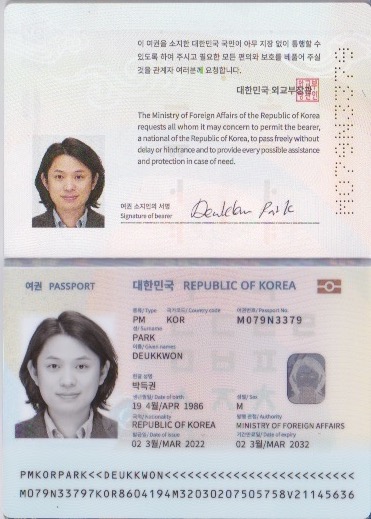 이 여권을 소지한 대한민국 국민이 아무 지장 없이 통행할 수
있도록 하여 주시고 필요한 모든 편의와 보호를 베풀어 주실
것을 관계자 여러분께 요청합니다.
대한민국 외교부장관
The Ministry of Foreign Affairs of the Republic of Korea
requests all whom it may concern to permit the bearer,
a national of the Republic of Korea, to pass freely without
delay or hindrance and to provide every possible assistance
and protection in case of need.
여권 소지인의 서명
Signature of bearer
여권 PASSPORT
대한민국 REPUBLIC OF KOREA
종류/ Type 국가코드/ Country code 여권번호/ Passport No
PM KOR M079N3379
성/ Surname
PARK
이름/ Given names
DEUKKWON
한글 성명
박득권
생년월일/ Date of birth 성별/ Sex
19 4월/APR 1986 M
국적/ Nationality 발행 관청/ Authority
REPUBLIC OF KOREA MINISTRY OF FOREIGN AFFAIRS
발급일/ Date of issue 기간만료일/ Date of expiry
02 3월/MAR 2022 02 3월/MAR 2032
PMKORPARK<<DEUKKWON<<<<<<<<<<<<<<<<<<<<<<<<<
M079N33797KOR8604194M32030207505758V21145636